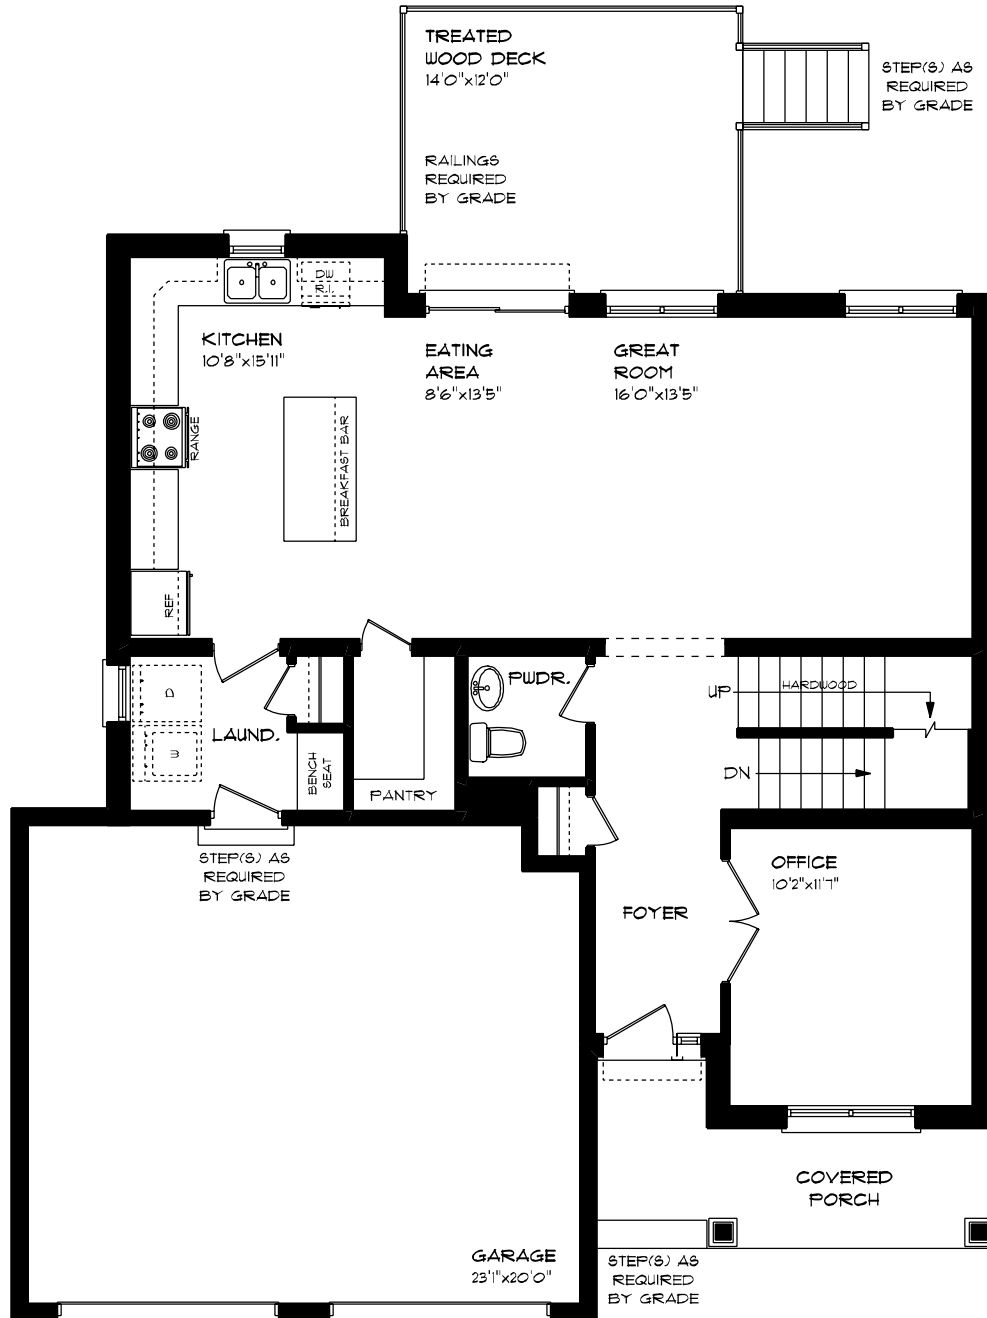 TREATED
WOOD DECK
14'0"x12'0"
STEP(S) AS
REQUIRED
BY GRADE
RAILINGS
REQUIRED
BY GRADE
DW
R.I.
KITCHEN
10'8"x15'11"
EATING
AREA
8'6"x13'5"
GREAT
ROOM
16'0"x13'5"
RANGE
BREAKFAST BAR
REF
D
W
LAUND.
BENCH
SEAT
PANTRY
PWDR.
UP
HARDWOOD
DN
STEP(S) AS
REQUIRED
BY GRADE
OFFICE
10'2"x11'7"
FOYER
COVERED
PORCH
GARAGE
23'1"x20'0"
STEP(S) AS
REQUIRED
BY GRADE